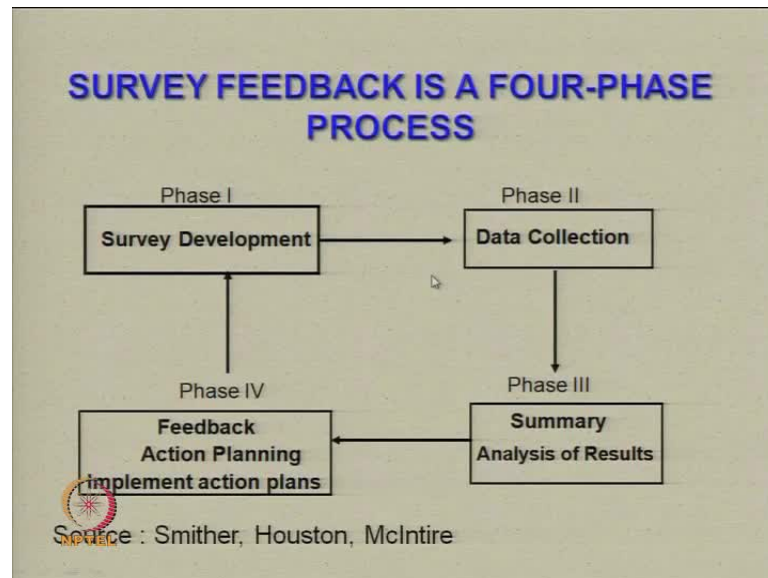 SURVEY FEEDBACK IS A FOUR-PHASE
PROCESS
Phase I
Survey Development
Phase II
Data Collection
Phase III
Summary
Analysis of Results
Phase IV
Feedback
Action Planning
Implement action plans
Source : Smither, Houston, McIntire
NPTEL